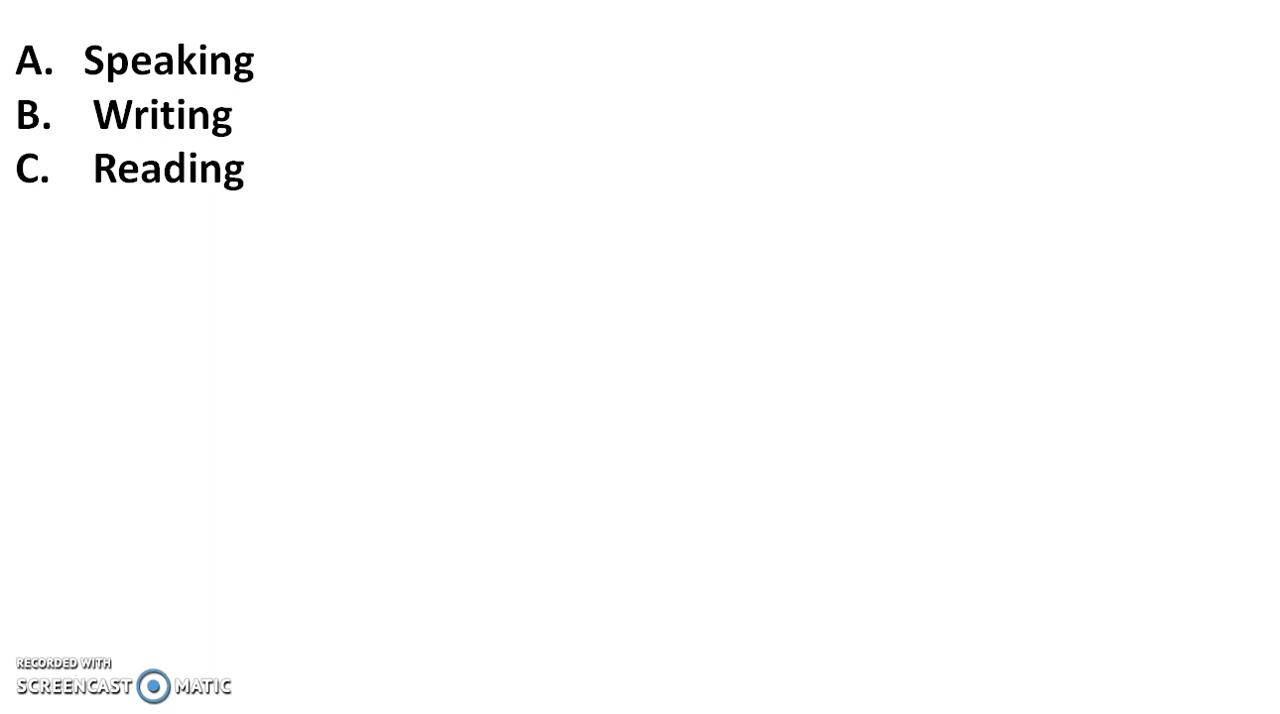 A. Speaking
B. Writing
C. Reading
RECORDED WITH
SCREENCAST MATIC